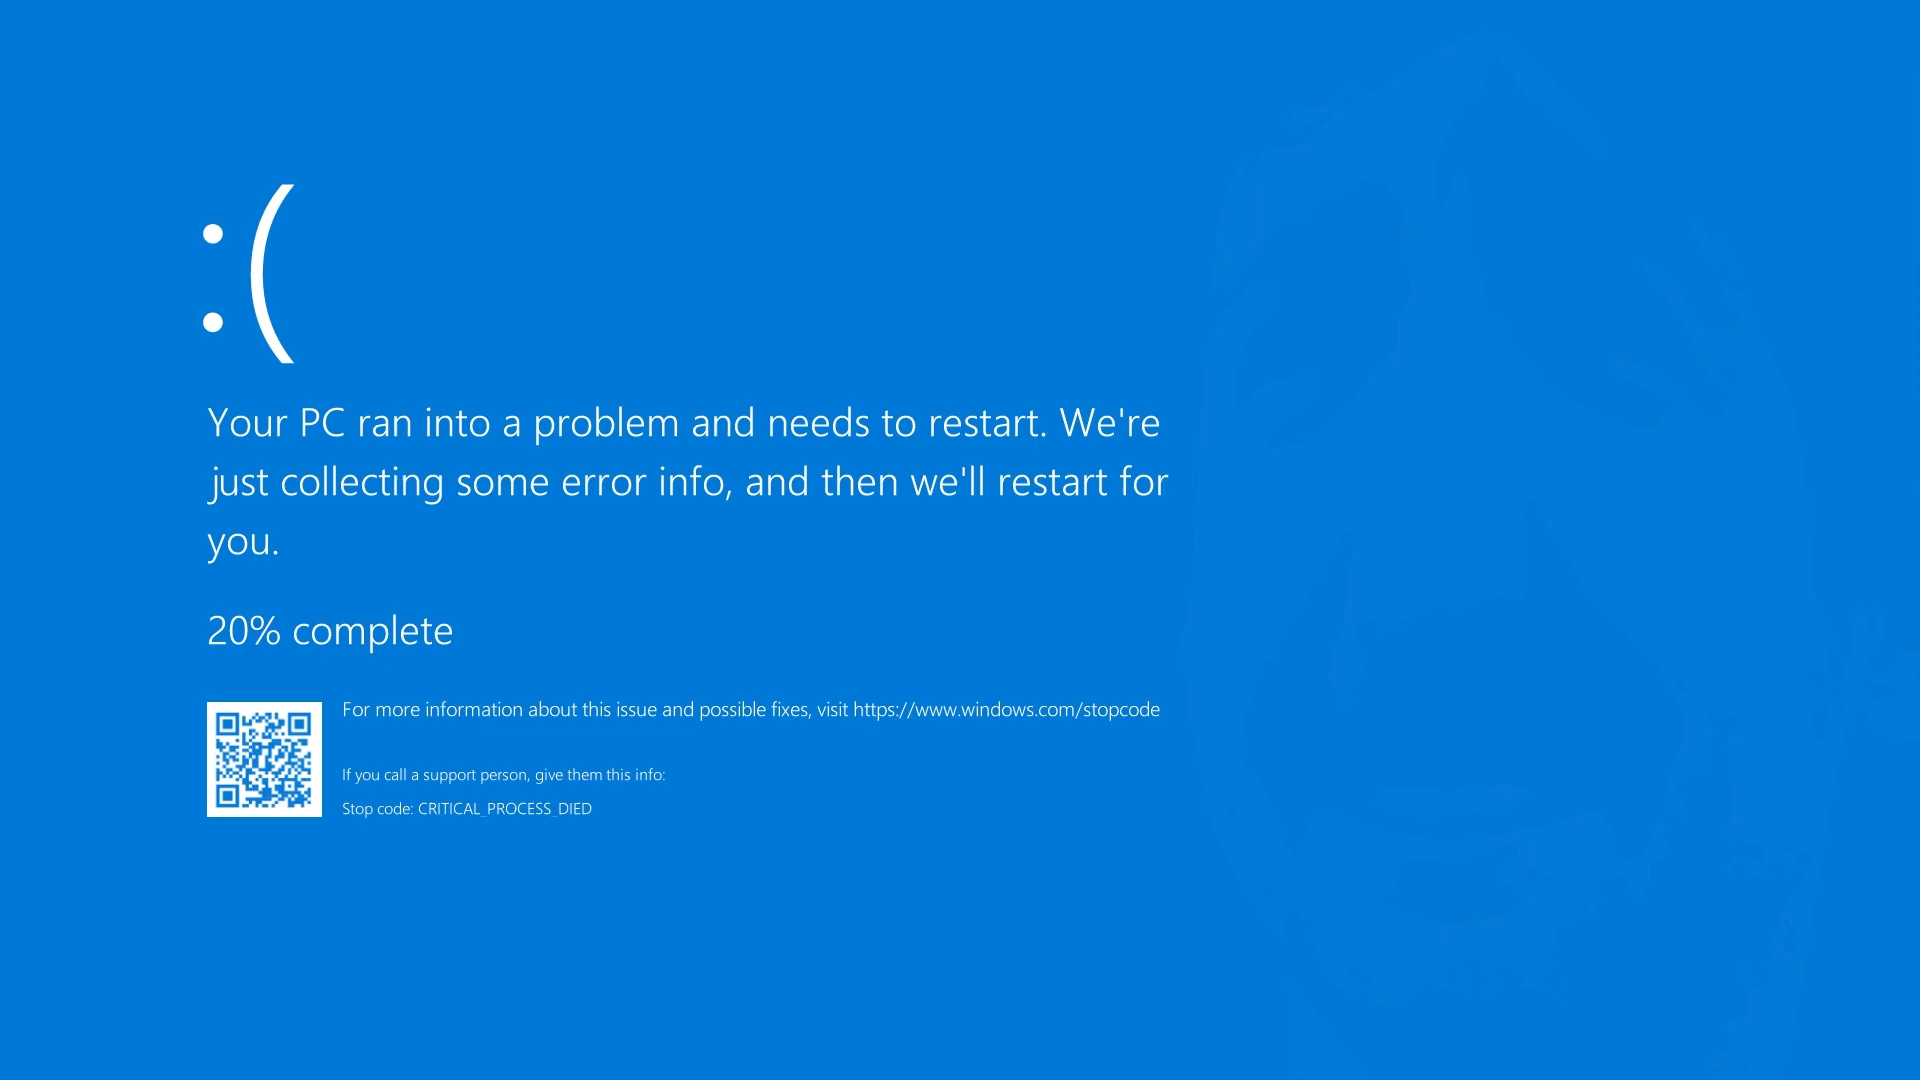 :(
Your PC ran into a problem and needs to restart. We're
just collecting some error info, and then we'll restart for
you.
20% complete
For more information about this issue and possible fixes, visit https://www.windows.com/stopcode
If you call a support person, give them this info:
Stop code: CRITICAL_PROCESS_DIED